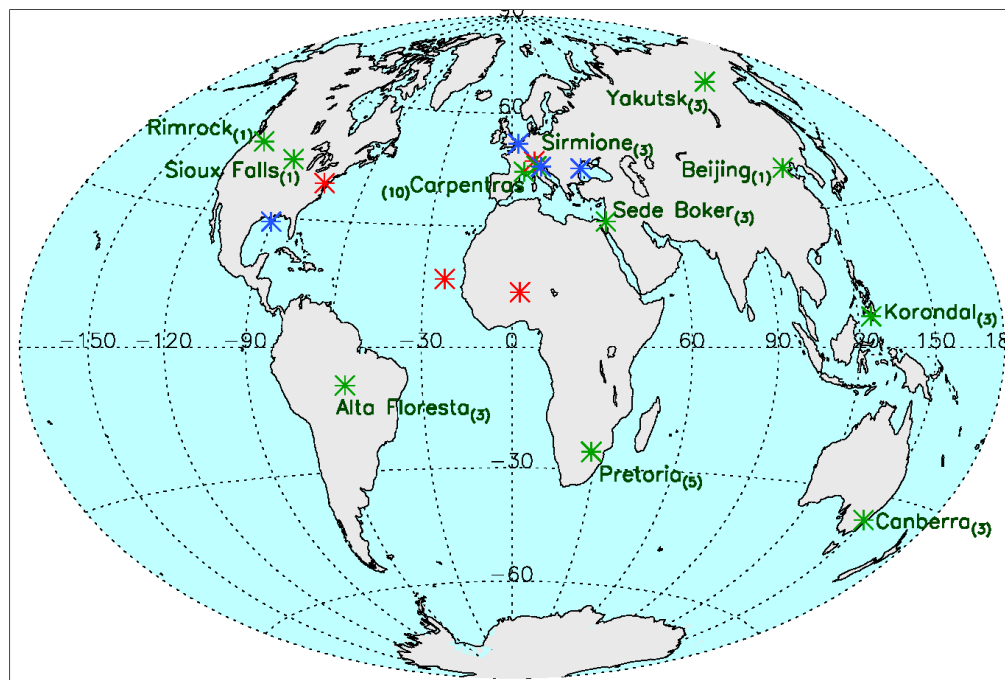 90
Yakutsk(3)
60
Rimrock(1)
Sirmione(3)
Sioux Falls(1)
Beijing(1)
(10)Carpentras
Sede Boker(3)
Korondal(3)
-150 -90 -30 0 60 90 120 150 180
Alta Floresta(3)
-30
Pretoria(5)
Canberra(3)
-60